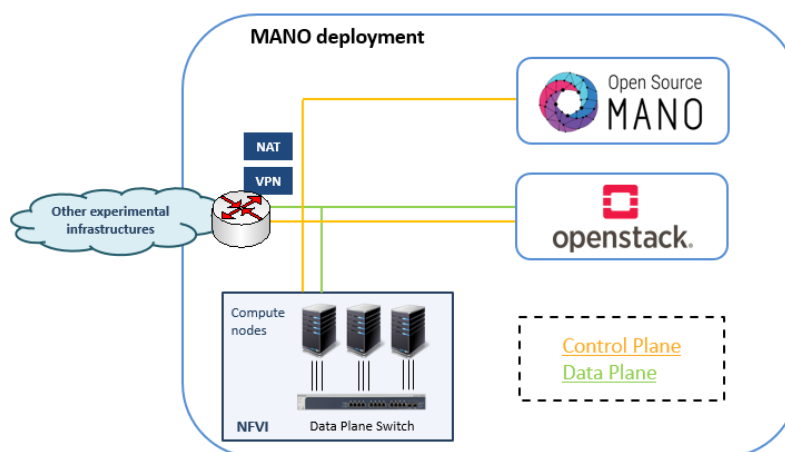 MANO deployment
Open Source
MANO
NAT
VPN
Other experimental
infrastructures
openstack.
Compute
nodes
Control Plane
Data Plane
NFVI
Data Plane Switch